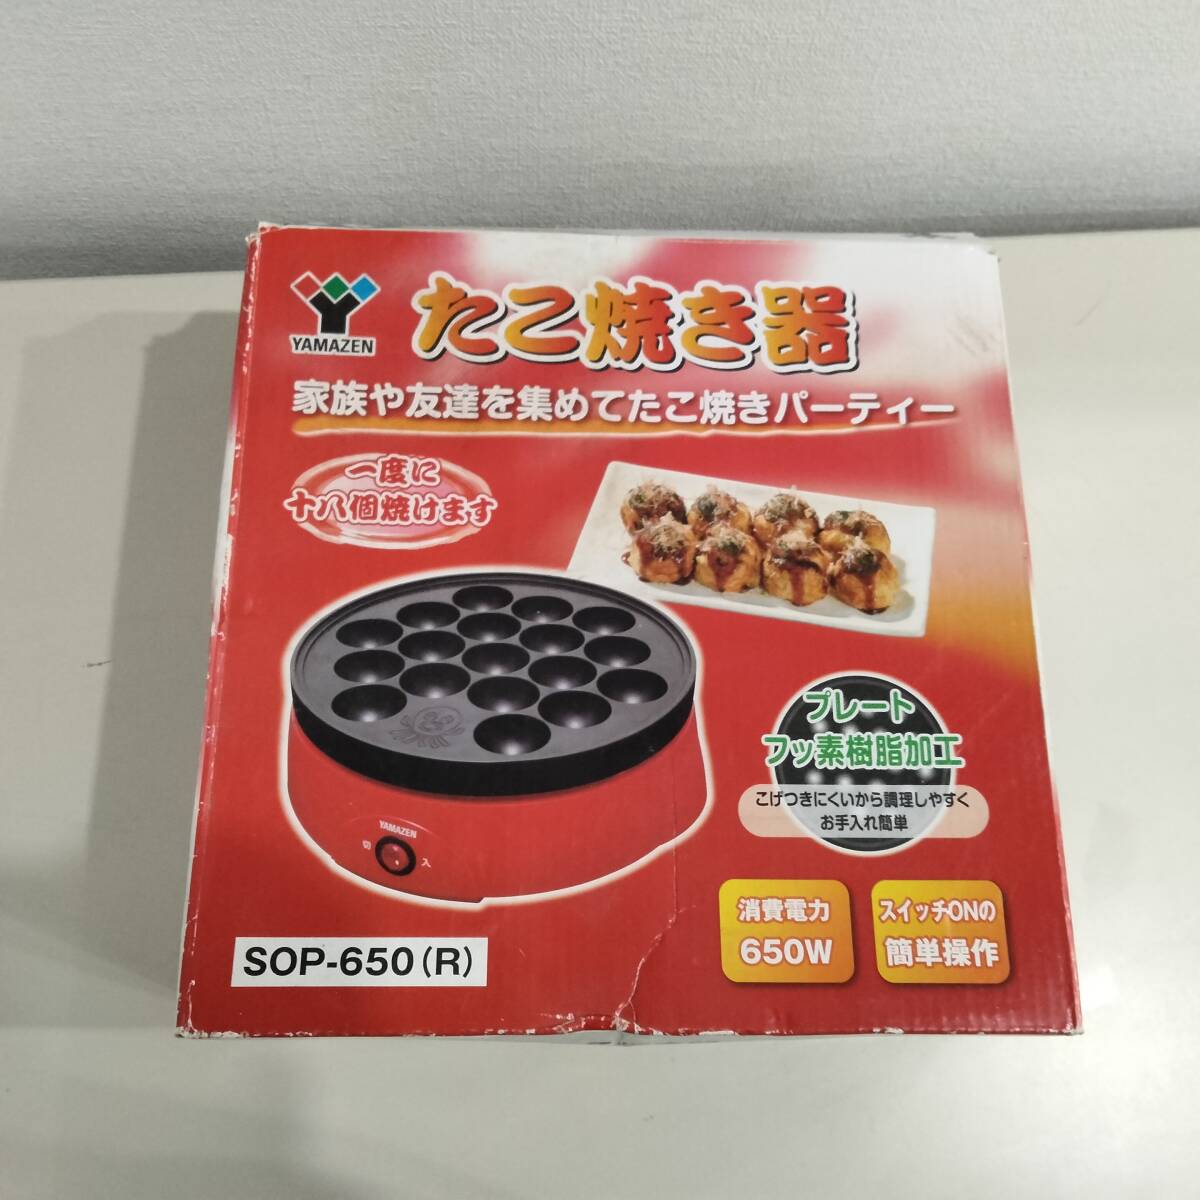 YAMAZEN
たこ焼き器
家族や友達を集めてたこ焼きパーティー
一度に
十八個焼けます
プレート
フッ素樹脂加工
こげつきにくいから調理しやすく
お手入れ簡単
YAMAZEN
切 入
消費電力
650W
スイッチONの
簡単操作
SOP-650(R)